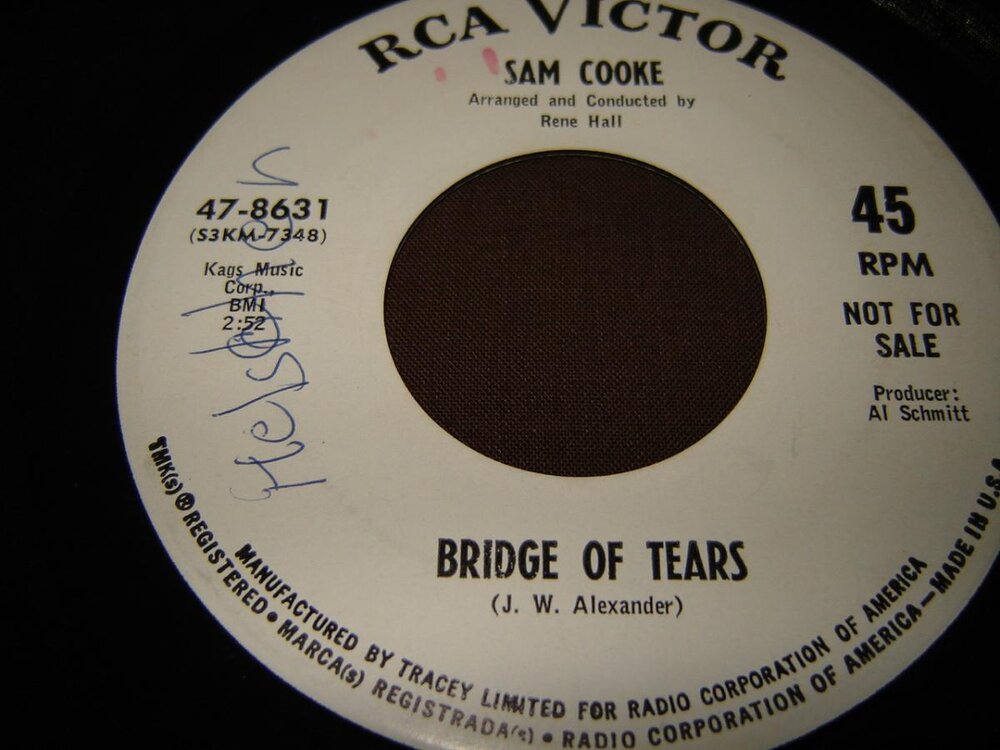 RCA VICTOR
SAM COOKE
Arranged and Conducted by
Rene Hall
47-8631
(S3KM-7348)
Kags Music
Corp.,
BMI
2:52
45
RPM
NOT FOR
SALE
Producer:
Al Schmitt
BRIDGE OF TEARS
(J. W. Alexander)
TMK(s) ® REGISTERED • MARCA(s) REGISTRADA(s) • RADIO CORPORATION OF AMERICA—MADE IN U.S.A
MANUFACTURED BY TRACEY LIMITED FOR RADIO CORPORATION OF AMERICA